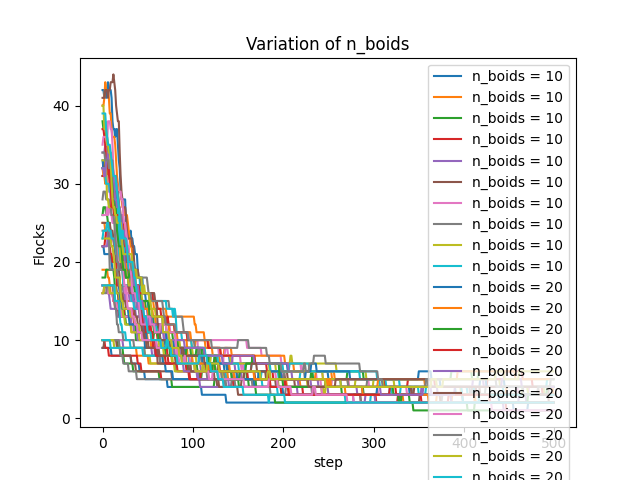 Variation of n_boids
Flocks
40
30
20
10
0
0
100
200
300
400
500
step
n_boids = 10
n_boids = 10
n_boids = 10
n_boids = 10
n_boids = 10
n_boids = 10
n_boids = 10
n_boids = 10
n_boids = 10
n_boids = 10
n_boids = 20
n_boids = 20
n_boids = 20
n_boids = 20
n_boids = 20
n_boids = 20
n_boids = 20
n_boids = 20
n_boids = 20
n_boids = 20